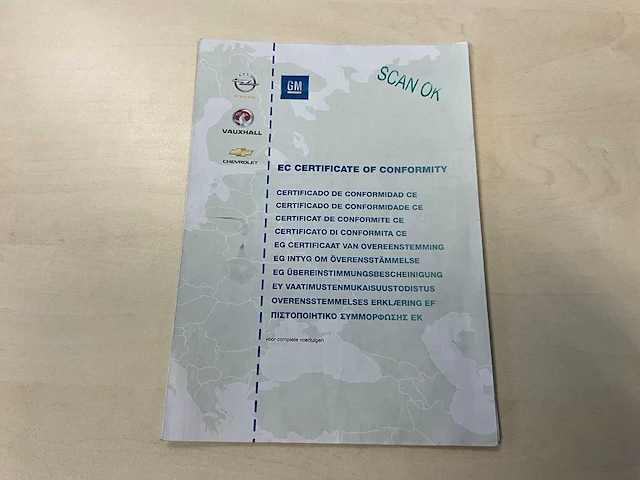 SCAN OK
GM
VAUXHALL
CHEVROLET
EC CERTIFICATE OF CONFORMITY
CERTIFICADO DE CONFORMIDAD CE
CERTIFICADO DE CONFORMIDADE CE
CERTIFICAT DE CONFORMITE CE
CERTIFICATO DI CONFORMITA CE
EG CERTIFICAAT VAN OVEREENSTEMMING
EG INTYG OM ÖVERENSSTÄMMELSE
EG ÜBEREINSTIMMUNGSBESCHEINIGUNG
EY VAATIMUSTENMUKAISUUSTODISTUS
OVERENSSTEMMELSES ERKLÆRING EF
ΠΙΣΤΟΠΟΙΗΤΙΚΟ ΣΥΜΜΟΡΦΩΣΗΣ ΕΚ
voor complete voertuigen